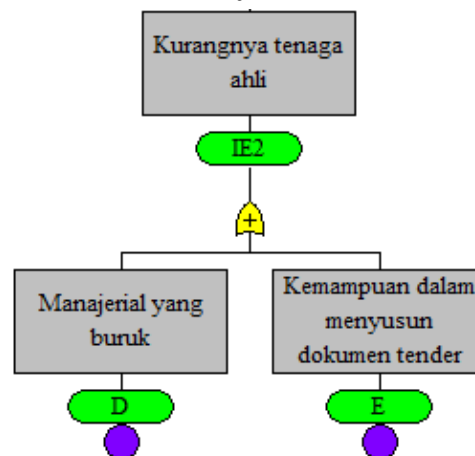 Kurangnya tenaga
ahli
IE2
+
Manajerial yang
buruk
D
Kemampuan dalam
menyusun
dokumen tender
E